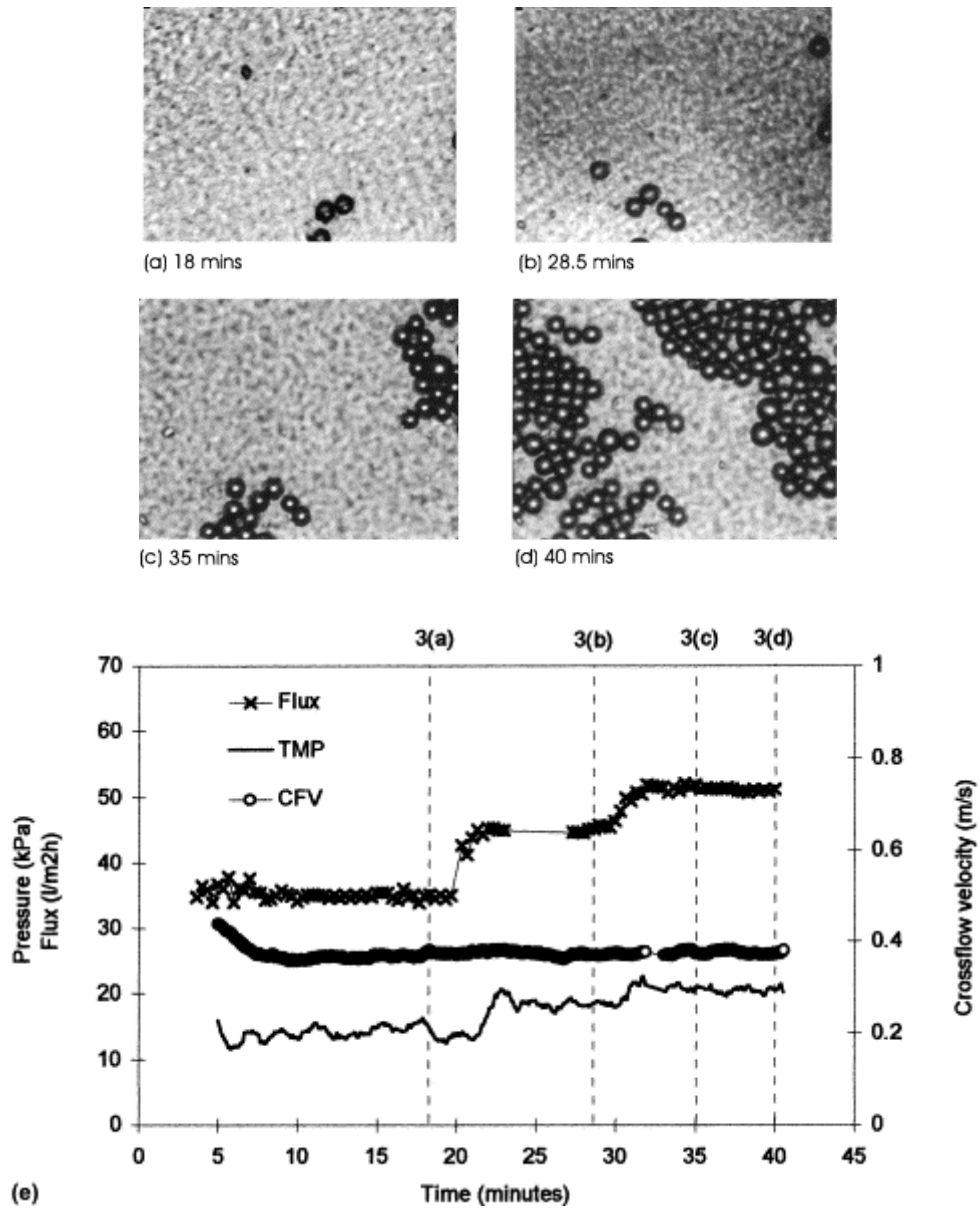 (a) 18 mins
(b) 28.5 mins
(c) 35 mins
(d) 40 mins
3(a)
3(b)
3(c)
3(d)
70
60
50
40
30
20
10
0
Pressure (kPa)
Flux (l/m2h)
Flux
TMP
CFV
1
0.8
0.6
0.4
0.2
0
Crossflow velocity (m/s)
0
5
10
15
20
25
30
35
40
45
Time (minutes)
(e)